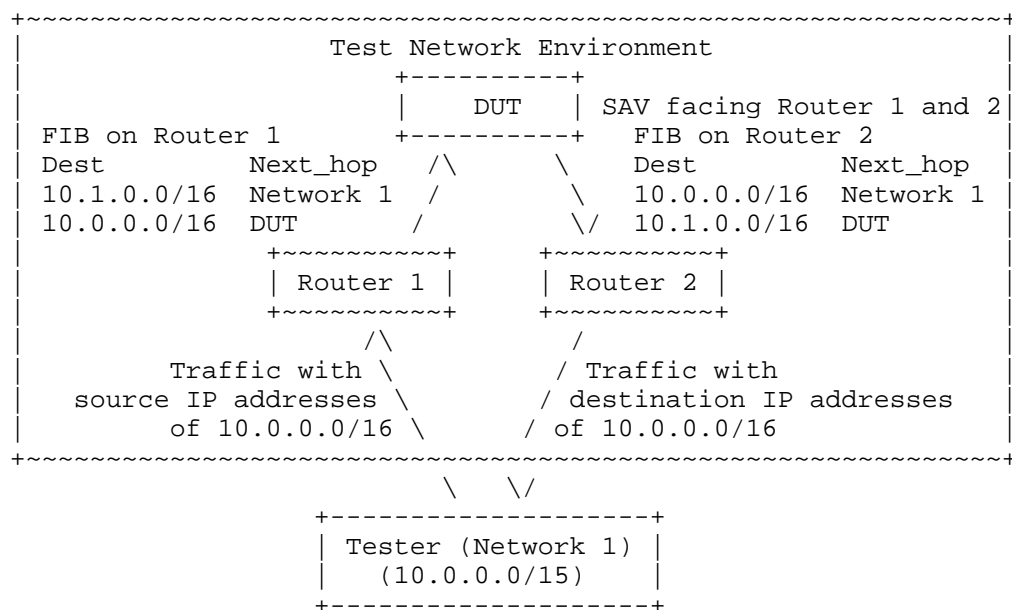 Test Network Environment
DUT SAV facing Router 1 and 2
FIB on Router 1 FIB on Router 2
Dest Next_hop Dest Next_hop
10.1.0.0/16 Network 1 10.0.0.0/16 Network 1
10.0.0.0/16 DUT 10.1.0.0/16 DUT
Router 1 Router 2
Traffic with Traffic with
source IP addresses destination IP addresses
of 10.0.0.0/16 of 10.0.0.0/16
Tester (Network 1)
(10.0.0.0/15)